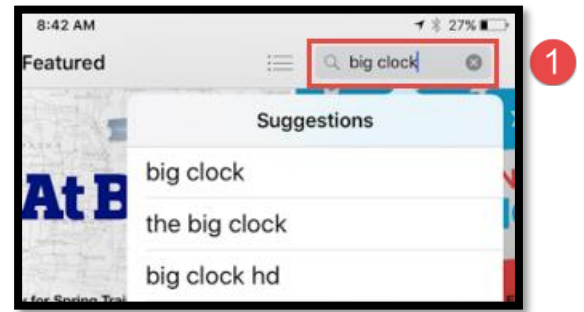 8:42 AM 27%
Featured big clock 1
Suggestions
big clock
At B
the big clock
big clock hd
for Spring Trai